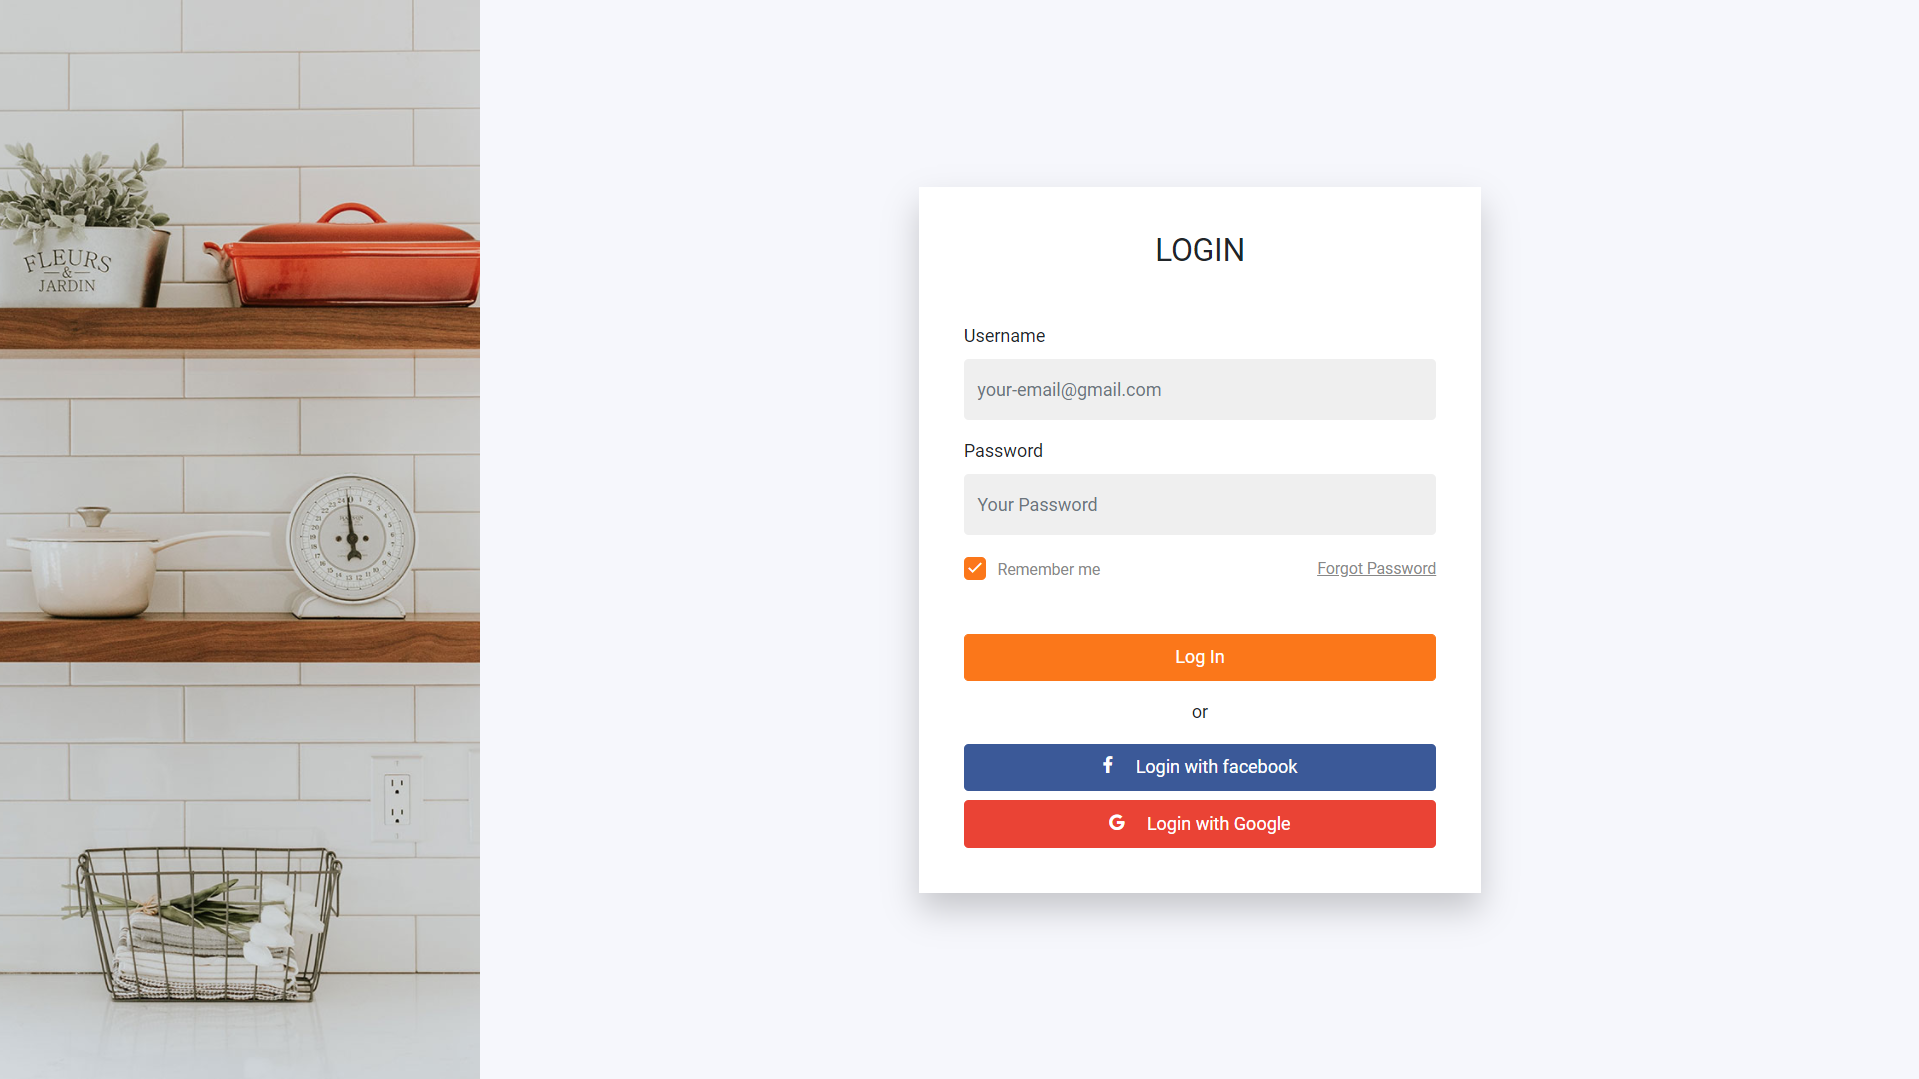 FLEURS
&
JARDIN
LOGIN
Username
your-email@gmail.com
Password
Your Password
Remember me
Forgot Password
Log In
or
Login with facebook
Login with Google